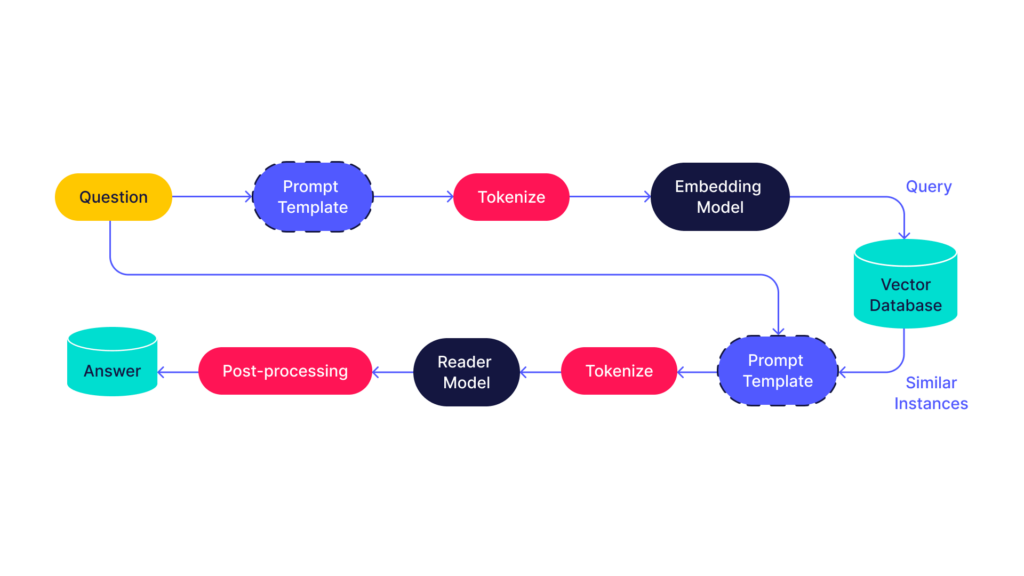 Question
Prompt
Template
Tokenize
Embedding
Model
Query
Vector
Database
Similar
Instances
Prompt
Template
Tokenize
Reader
Model
Post-processing
Answer